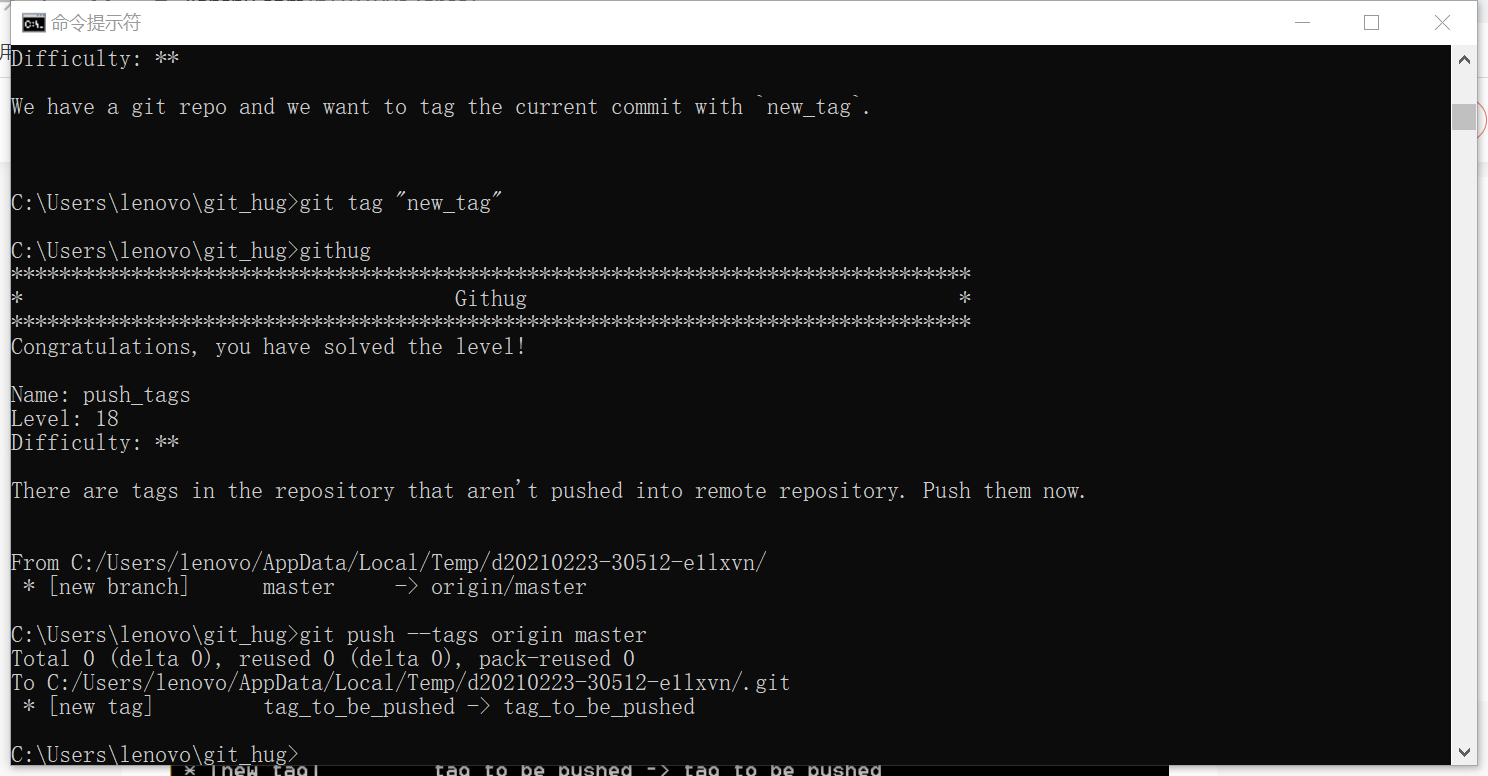 命令提示符
Difficulty: **
We have a git repo and we want to tag the current commit with `new_tag`.
C:\Users\lenovo\git_hug>git tag "new_tag"
C:\Users\lenovo\git_hug>githug
********************************************************************************
*                                    Githug                                    *
********************************************************************************
Congratulations, you have solved the level!
Name: push_tags
Level: 18
Difficulty: **
There are tags in the repository that aren't pushed into remote repository. Push them now.
From C:/Users/lenovo/AppData/Local/Temp/d20210223-30512-e1lxvn/
 * [new branch]      master     -> origin/master
C:\Users\lenovo\git_hug>git push --tags origin master
Total 0 (delta 0), reused 0 (delta 0), pack-reused 0
To C:/Users/lenovo/AppData/Local/Temp/d20210223-30512-e1lxvn/.git
 * [new tag]         tag_to_be_pushed -> tag_to_be_pushed
C:\Users\lenovo\git_hug>
* [new tag]         tag_to_be_pushed -> tag_to_be_pushed